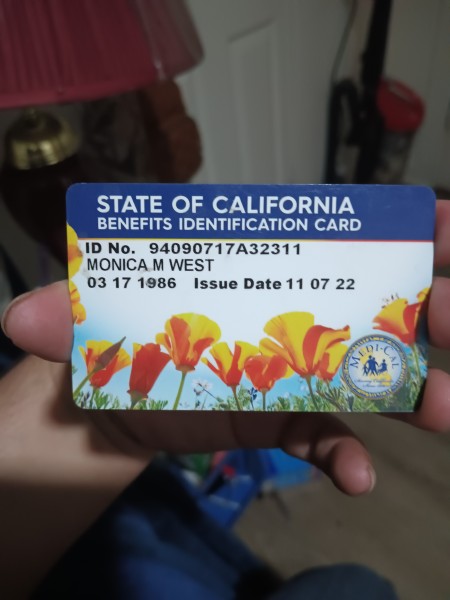 STATE OF CALIFORNIA
BENEFITS IDENTIFICATION CARD
ID No. 94090717A32311
MONICA M WEST
03 17 1986 Issue Date 11 07 22
MEDI-CAL